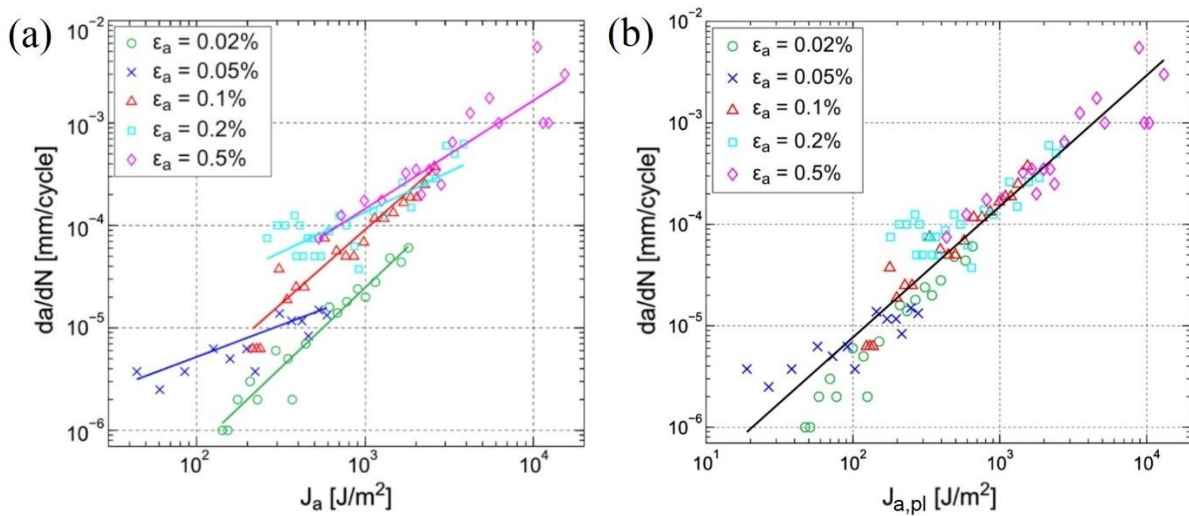 (a)
εₐ = 0.02%
εₐ = 0.05%
εₐ = 0.1%
εₐ = 0.2%
εₐ = 0.5%
da/dN [mm/cycle]
10⁻²
10⁻³
10⁻⁴
10⁻⁵
10⁻⁶
10² 10³ 10⁴
Jₐ [J/m²]
(b)
εₐ = 0.02%
εₐ = 0.05%
εₐ = 0.1%
εₐ = 0.2%
εₐ = 0.5%
da/dN [mm/cycle]
10⁻²
10⁻³
10⁻⁴
10⁻⁵
10⁻⁶
10¹ 10² 10³ 10⁴
Ja,pl [J/m²]